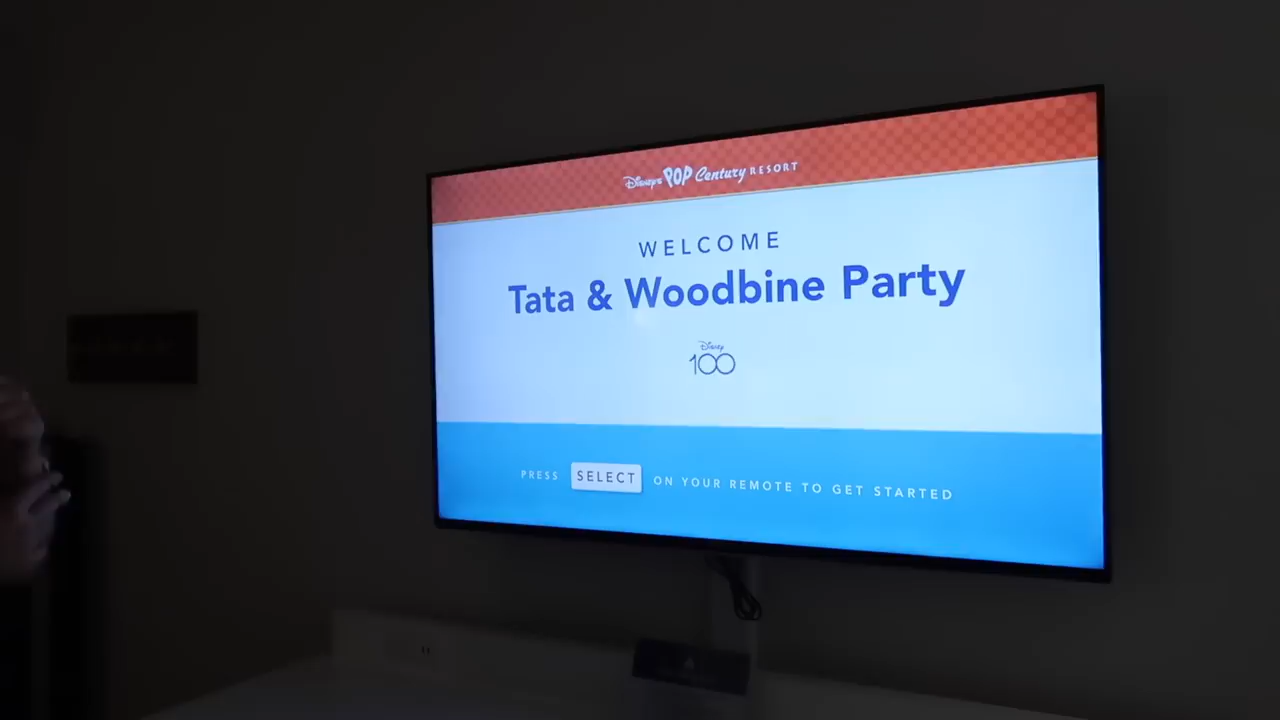 Disney's POP Century RESORT
WELCOME
Tata & Woodbine Party
Disney
100
PRESS SELECT ON YOUR REMOTE TO GET STARTED